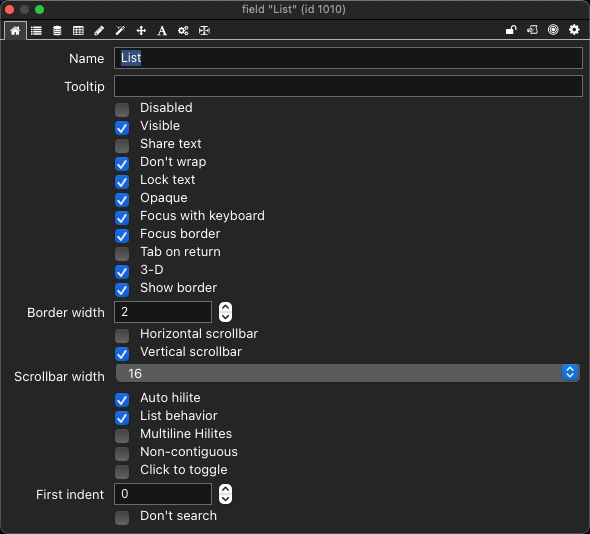 field "List" (id 1010)
Name List
Tooltip
Disabled
Visible
Share text
Don't wrap
Lock text
Opaque
Focus with keyboard
Focus border
Tab on return
3-D
Show border
Border width 2
Horizontal scrollbar
Vertical scrollbar
Scrollbar width 16
Auto hilite
List behavior
Multiline Hilites
Non-contiguous
Click to toggle
First indent 0
Don't search